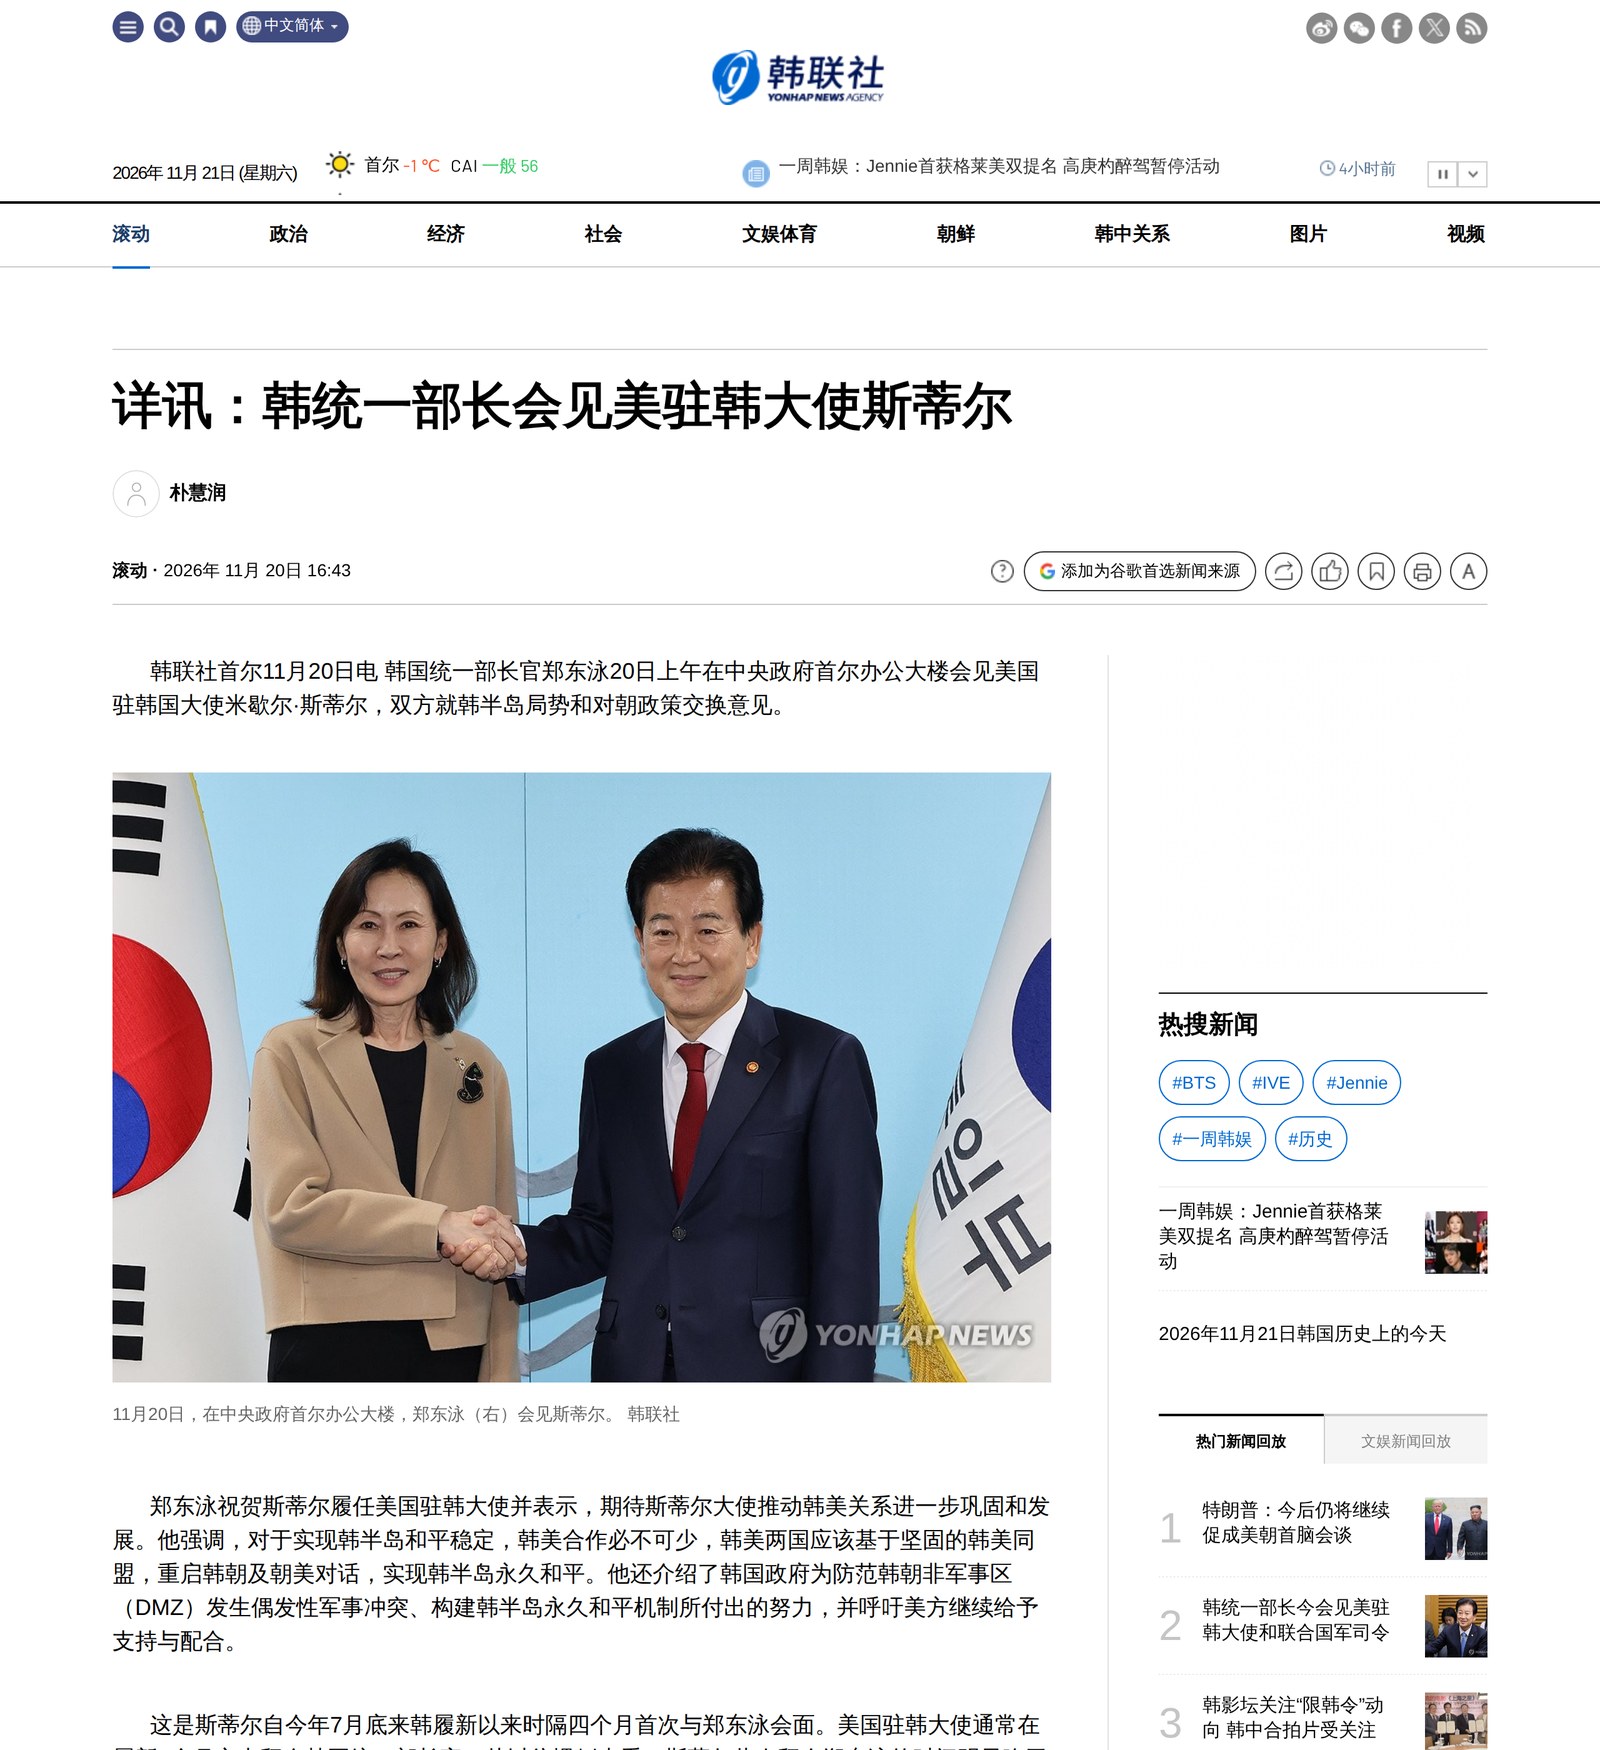 中文简体
韩联社
YONHAP NEWS AGENCY
2026年 11月 21日 (星期六)
首尔 -1 ℃ CAI 一般 56
一周韩娱：Jennie首获格莱美双提名 高庚杓醉驾暂停活动
4小时前
滚动 政治 经济 社会 文娱体育 朝鲜 韩中关系 图片 视频
详讯：韩统一部长会见美驻韩大使斯蒂尔
朴慧润
滚动 · 2026年 11月 20日 16:43
添加为谷歌首选新闻来源
A
韩联社首尔11月20日电 韩国统一部长官郑东泳20日上午在中央政府首尔办公大楼会见美国
驻韩国大使米歇尔·斯蒂尔，双方就韩半岛局势和对朝政策交换意见。
통일부
YONHAP NEWS
11月20日，在中央政府首尔办公大楼，郑东泳（右）会见斯蒂尔。 韩联社
郑东泳祝贺斯蒂尔履任美国驻韩大使并表示，期待斯蒂尔大使推动韩美关系进一步巩固和发
展。他强调，对于实现韩半岛和平稳定，韩美合作必不可少，韩美两国应该基于坚固的韩美同
盟，重启韩朝及朝美对话，实现韩半岛永久和平。他还介绍了韩国政府为防范韩朝非军事区
（DMZ）发生偶发性军事冲突、构建韩半岛永久和平机制所付出的努力，并呼吁美方继续给予
支持与配合。
这是斯蒂尔自今年7月底来韩履新以来时隔四个月首次与郑东泳会面。美国驻韩大使通常在
热搜新闻
#BTS #IVE #Jennie
#一周韩娱 #历史
一周韩娱：Jennie首获格莱
美双提名 高庚杓醉驾暂停活
动
2026年11月21日韩国历史上的今天
热门新闻回放 文娱新闻回放
1 特朗普：今后仍将继续
促成美朝首脑会谈
2 韩统一部长今会见美驻
韩大使和联合国军司令
3 韩影坛关注“限韩令”动
向 韩中合拍片受关注